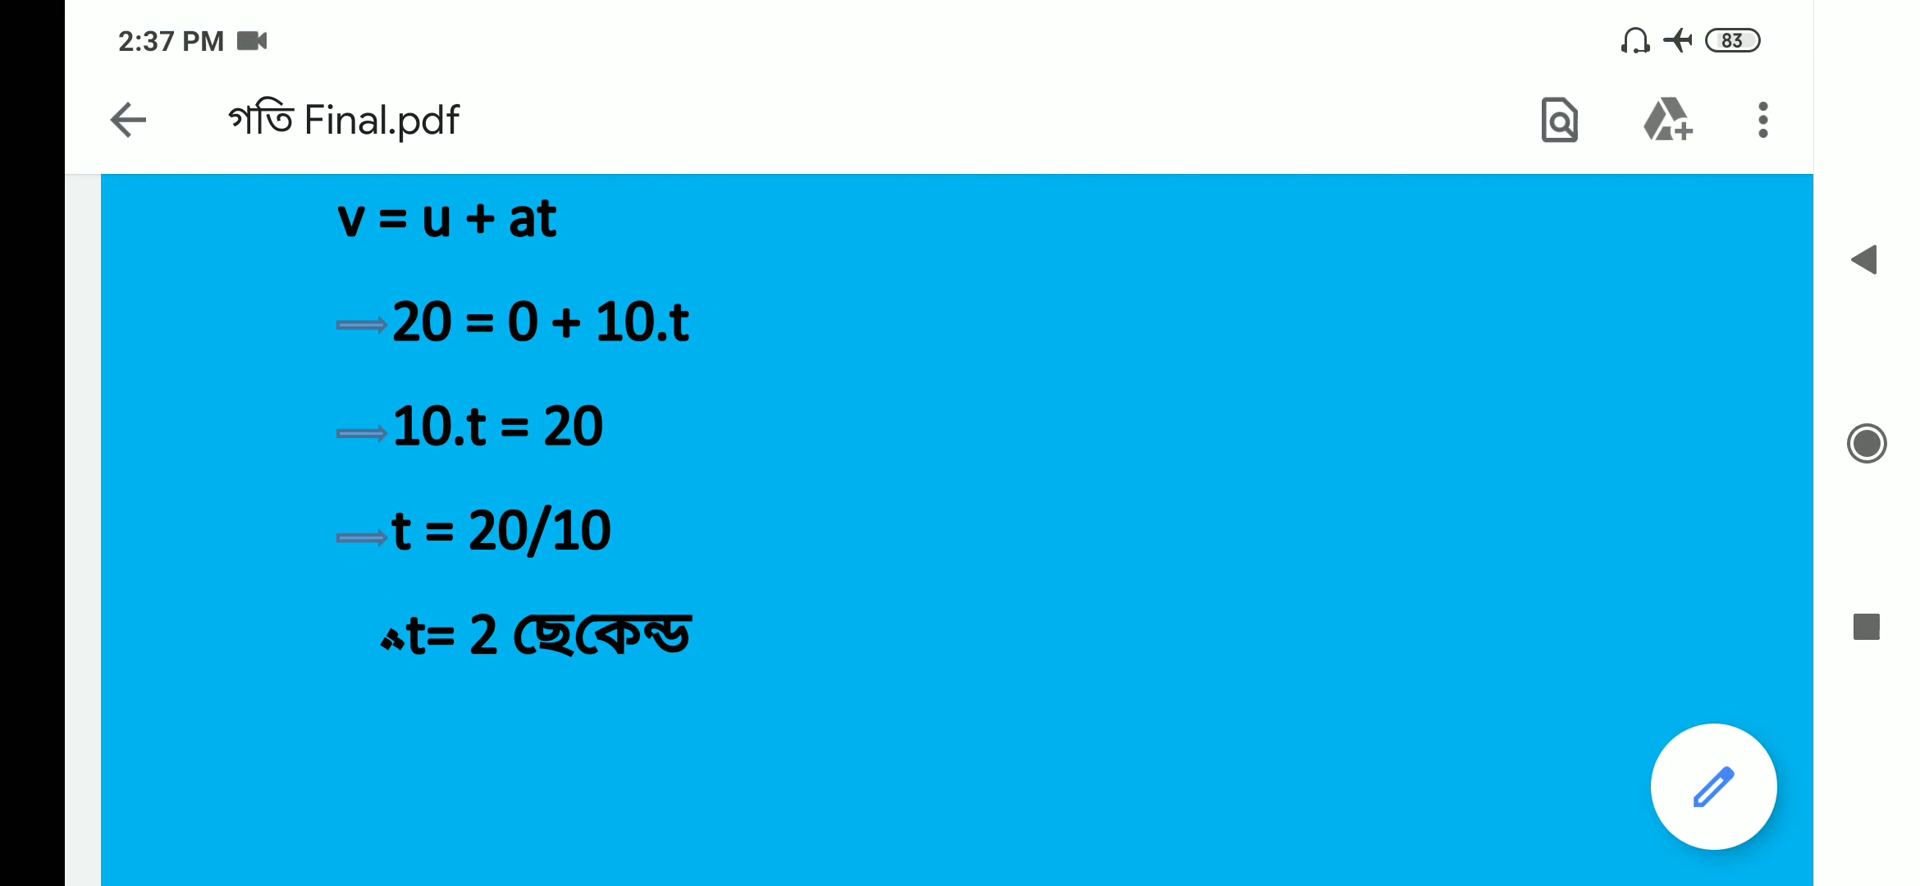 2:37 PM
83
গতি Final.pdf
v = u + at
⟹20 = 0 + 10.t
⟹10.t = 20
⟹t = 20/10
∴t= 2 ছেকেন্ড